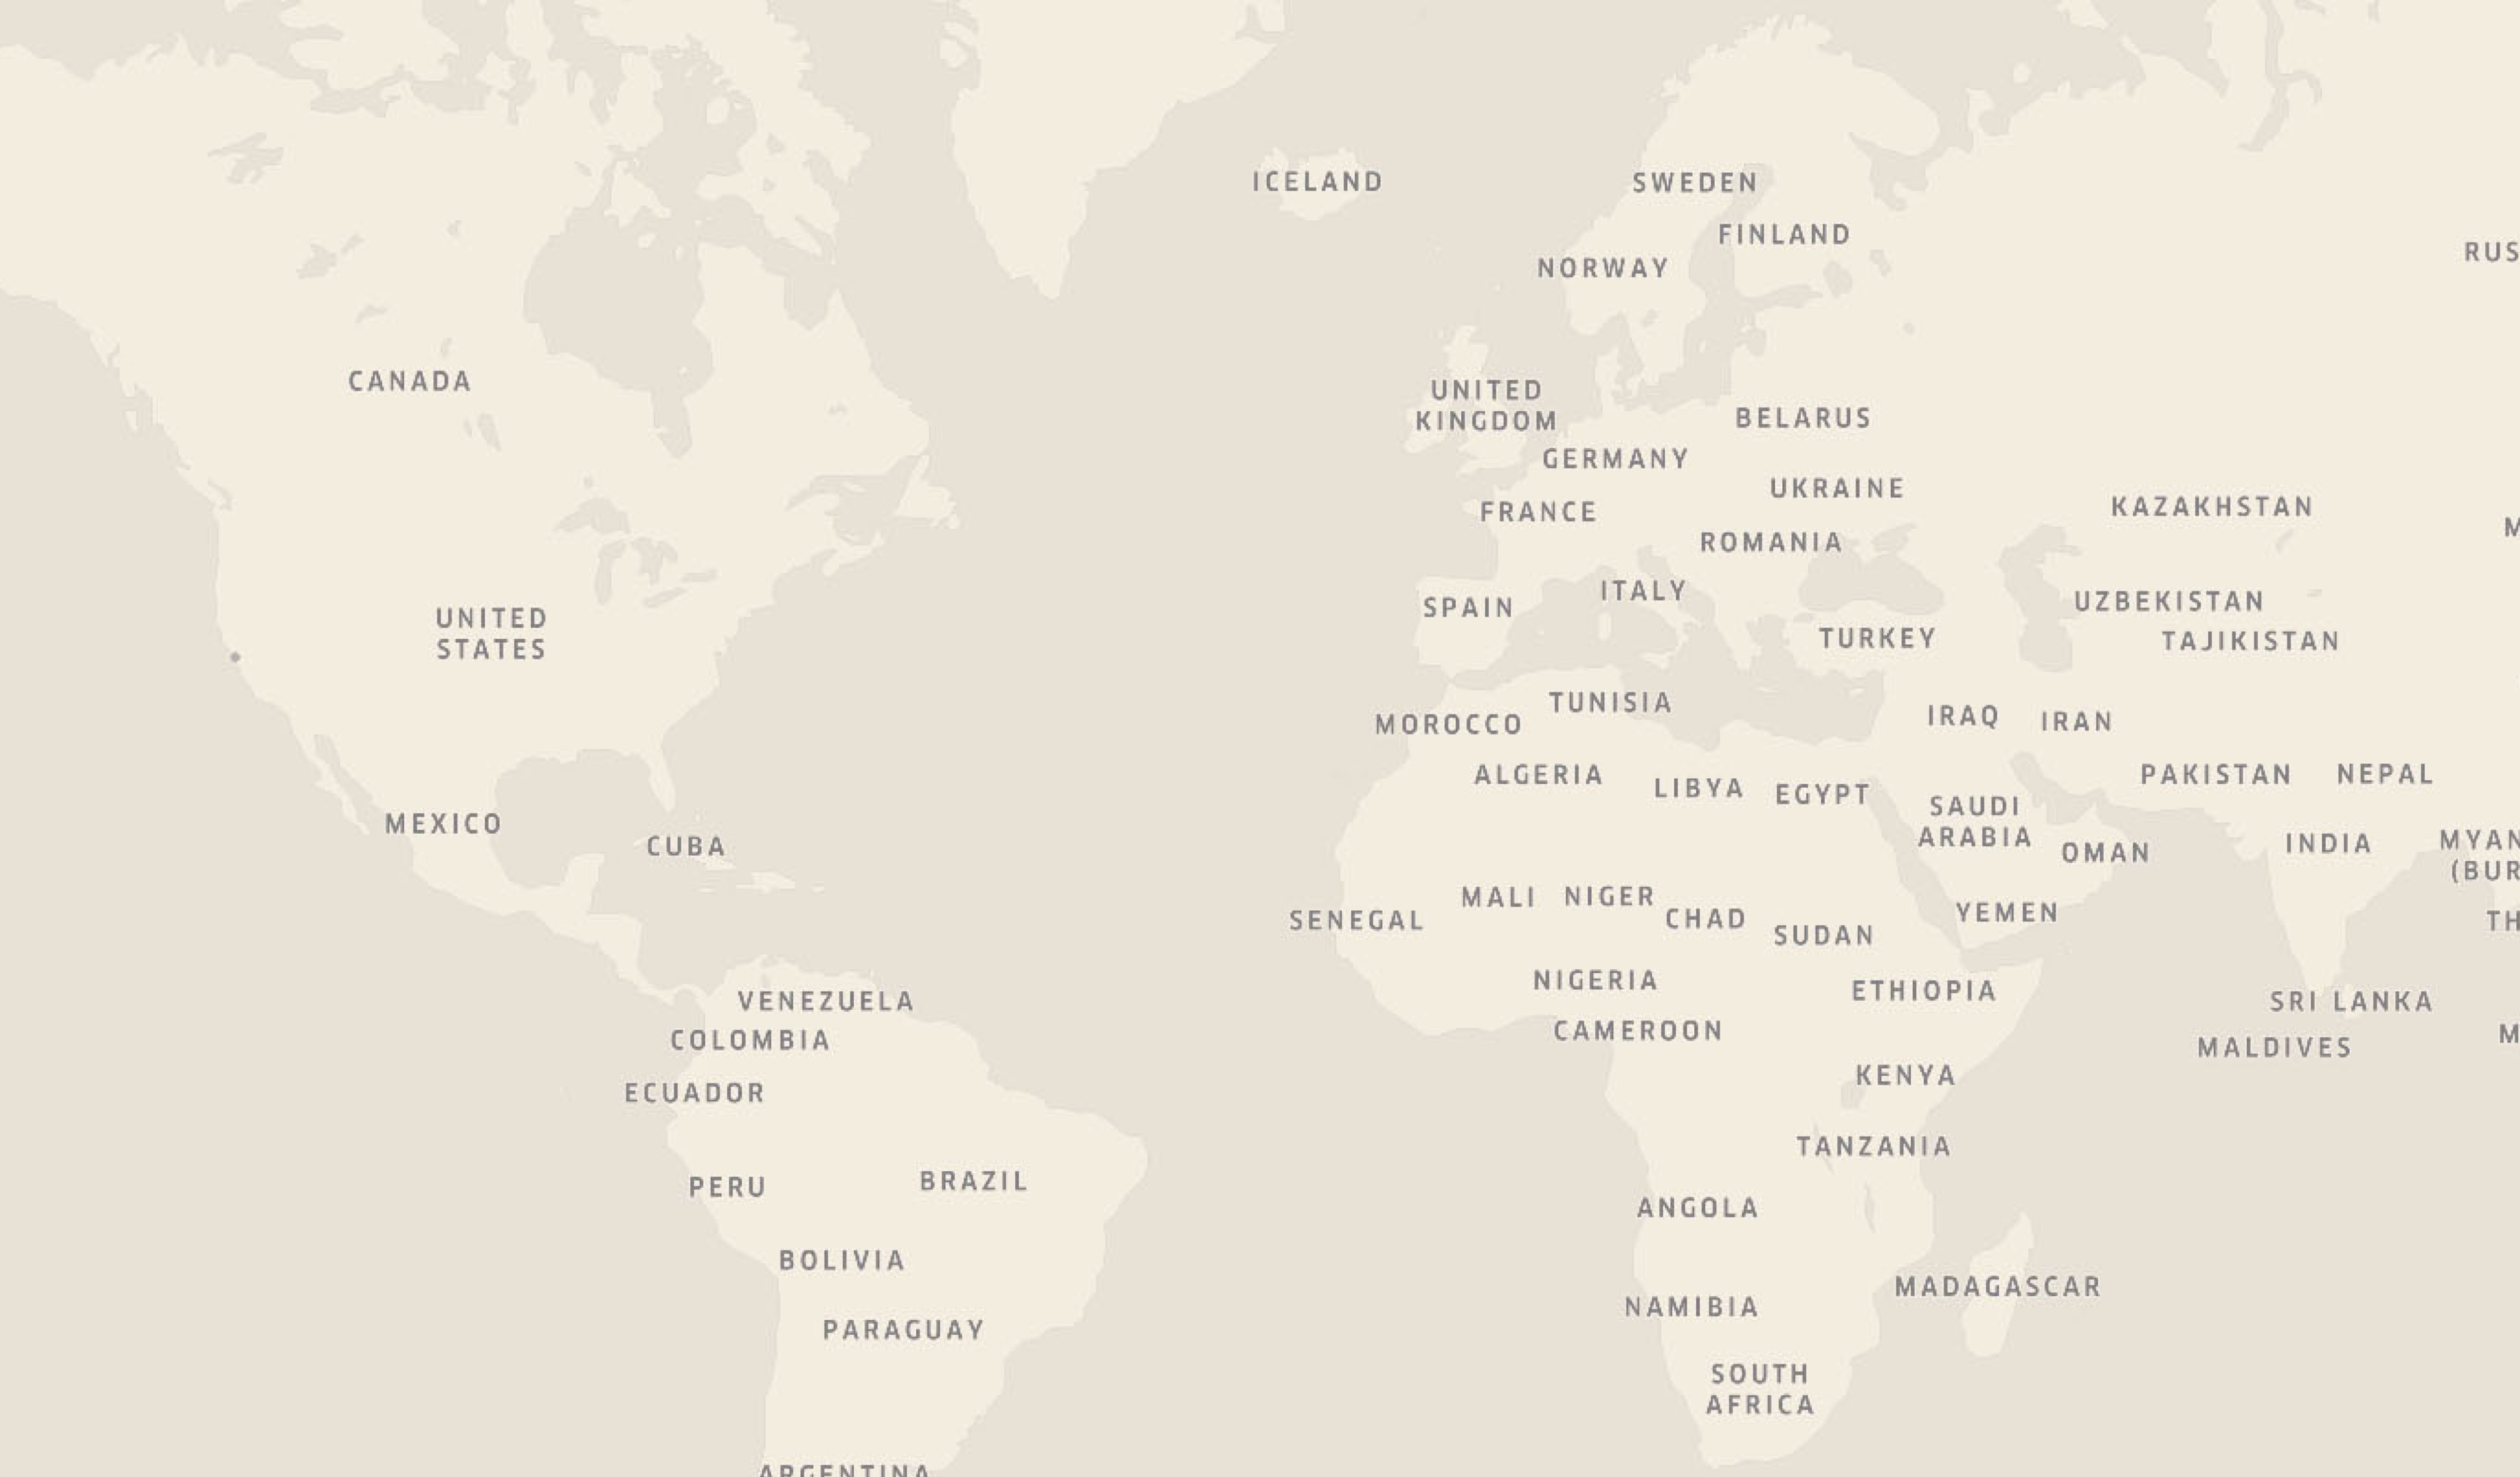 ICELAND
SWEDEN
FINLAND
RUS
NORWAY
CANADA
UNITED
KINGDOM
BELARUS
GERMANY
UKRAINE
KAZAKHSTAN
FRANCE
M
ROMANIA
ITALY
UZBEKISTAN
SPAIN
UNITED
STATES
TURKEY
TAJIKISTAN
TUNISIA
MOROCCO
IRAQ
IRAN
ALGERIA
LIBYA
EGYPT
PAKISTAN
NEPAL
SAUDI
ARABIA
MEXICO
CUBA
OMAN
INDIA
MYAN
(BUR
MALI
NIGER
SENEGAL
CHAD
SUDAN
YEMEN
TH
NIGERIA
ETHIOPIA
VENEZUELA
SRI LANKA
COLOMBIA
CAMEROON
M
MALDIVES
KENYA
ECUADOR
TANZANIA
PERU
BRAZIL
ANGOLA
BOLIVIA
MADAGASCAR
NAMIBIA
PARAGUAY
SOUTH
AFRICA
ARGENTINA